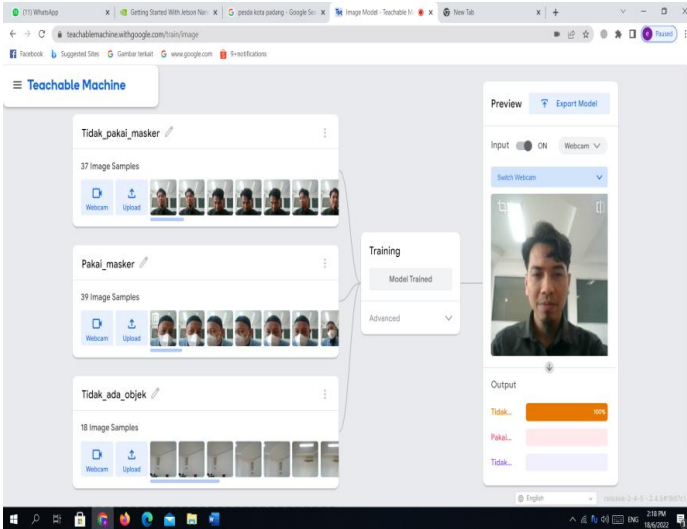 (11) WhatsApp
Getting Started With Jetson Nan
pesda kota padang - Google Sea
Image Model - Teachable M
New Tab
teachablemachine.withgoogle.com/train/image
Paused
Facebook
Suggested Sites
Gambar terkait
www.google.com
9+notifications
Teachable Machine
Tidak_pakai_masker
37 Image Samples
Webcam
Upload
Pakai_masker
39 Image Samples
Webcam
Upload
Tidak_ada_objek
18 Image Samples
Webcam
Upload
Training
Model Trained
Advanced
Preview
Export Model
Input
ON
Webcam
Switch Webcam
Output
Tidak...
100%
Pakai...
Tidak...
English
ENG
2:18 PM
18/6/2022